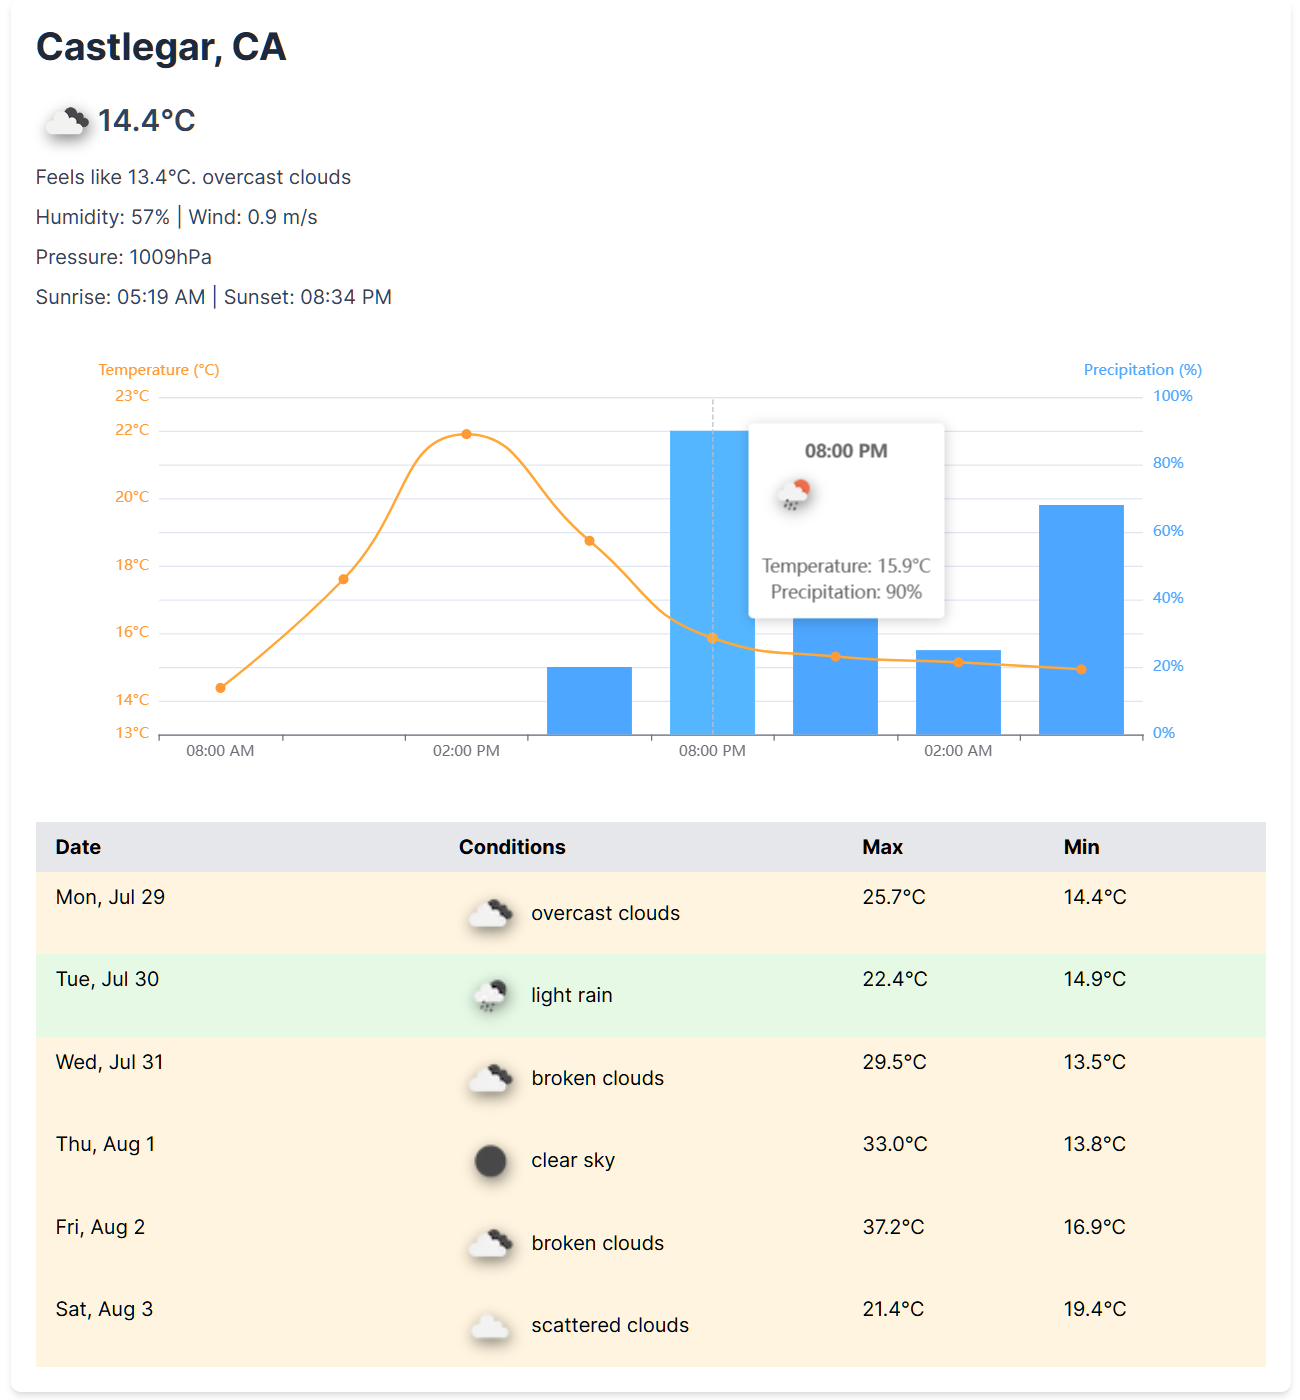 Castlegar, CA
14.4°C
Feels like 13.4°C. overcast clouds
Humidity: 57% | Wind: 0.9 m/s
Pressure: 1009hPa
Sunrise: 05:19 AM | Sunset: 08:34 PM
Temperature (°C) Precipitation (%)
23°C 100%
22°C
80%
20°C
60%
18°C
40%
16°C
20%
14°C
13°C 0%
08:00 PM
Temperature: 15.9°C
Precipitation: 90%
08:00 AM 02:00 PM 08:00 PM 02:00 AM
Date Conditions Max Min
Mon, Jul 29 overcast clouds 25.7°C 14.4°C
Tue, Jul 30 light rain 22.4°C 14.9°C
Wed, Jul 31 broken clouds 29.5°C 13.5°C
Thu, Aug 1 clear sky 33.0°C 13.8°C
Fri, Aug 2 broken clouds 37.2°C 16.9°C
Sat, Aug 3 scattered clouds 21.4°C 19.4°C